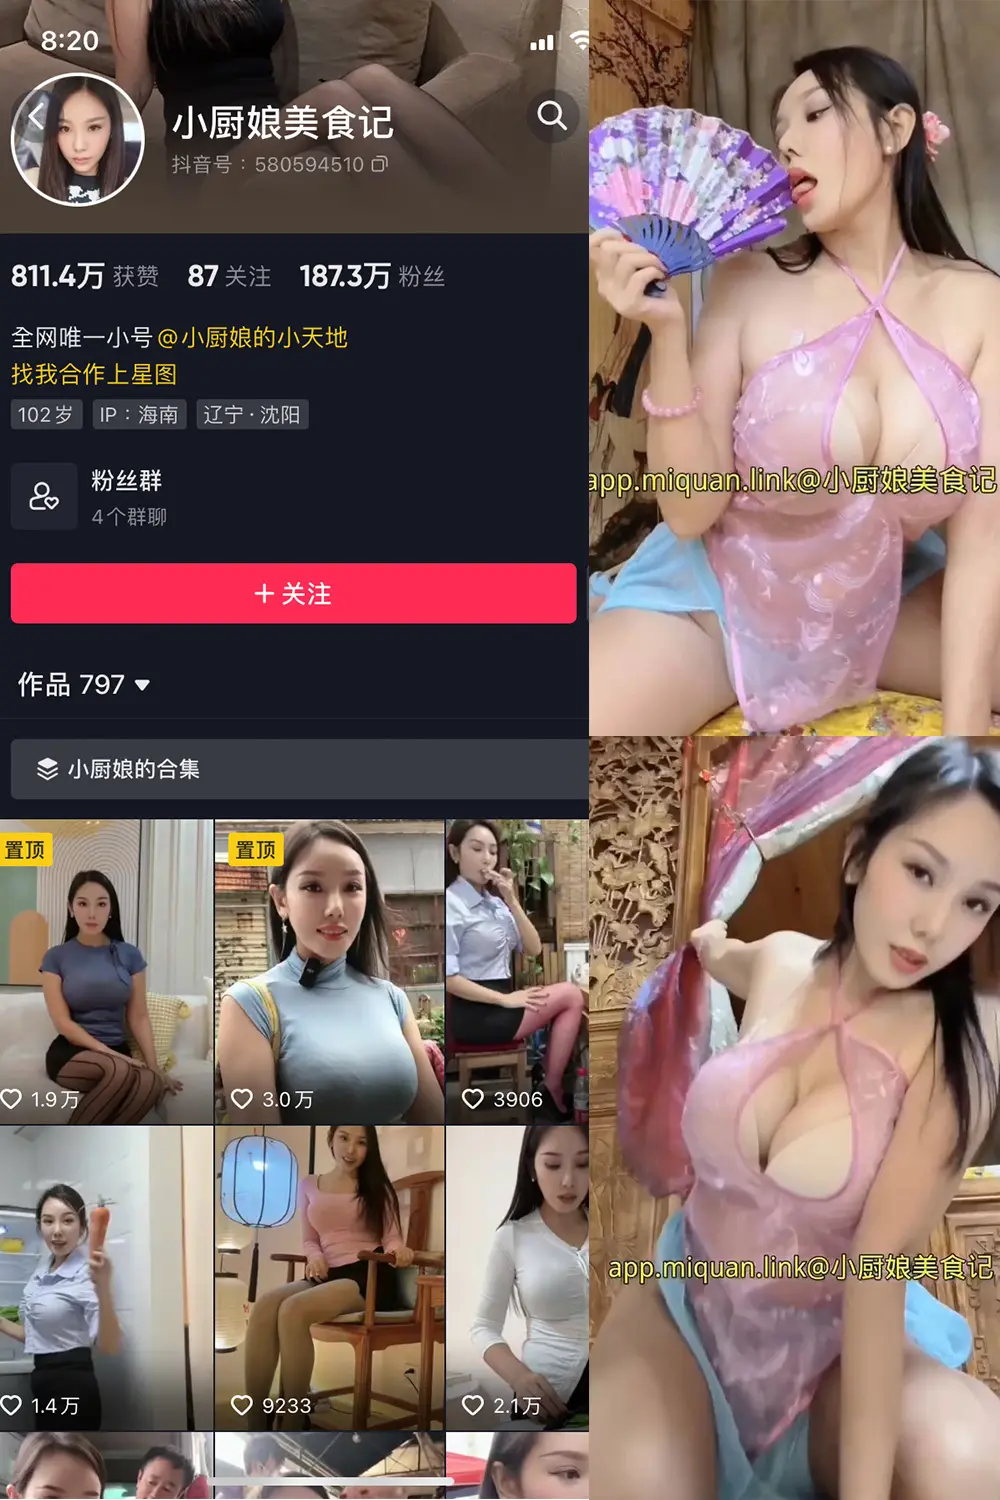 8:20
小厨娘美食记
抖音号：580594510
811.4万 获赞 87 关注 187.3万 粉丝
全网唯一小号@小厨娘的小天地
找我合作上星图
102岁 IP：海南 辽宁·沈阳
粉丝群
4个群聊
+ 关注
作品 797
小厨娘的合集
置顶
置顶
1.9万
3.0万
3906
1.4万
9233
2.1万
app.miquan.link@小厨娘美食记
app.miquan.link@小厨娘美食记